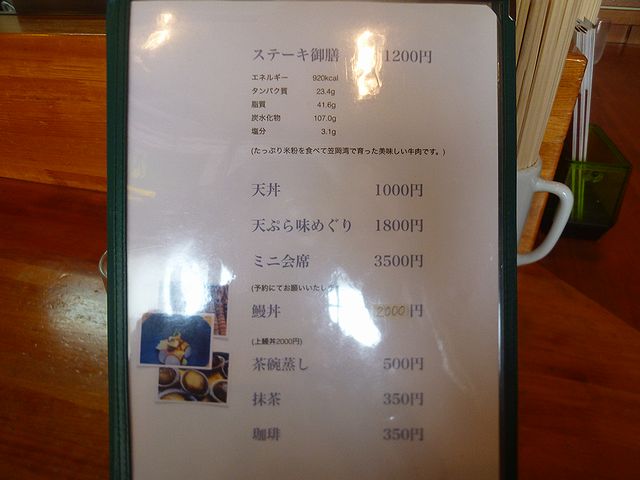 ステーキ御膳 1200円
エネルギー 920kcal
タンパク質 23.4g
脂質 41.6g
炭水化物 107.0g
塩分 3.1g
(たっぷり米粉を食べて笠岡湾で育った美味しい牛肉です。)
天丼 1000円
天ぷら味めぐり 1800円
ミニ会席 3500円
(予約にてお願いいたします
鰻丼 2000円
(上鰻丼2000円)
茶碗蒸し 500円
抹茶 350円
珈琲 350円